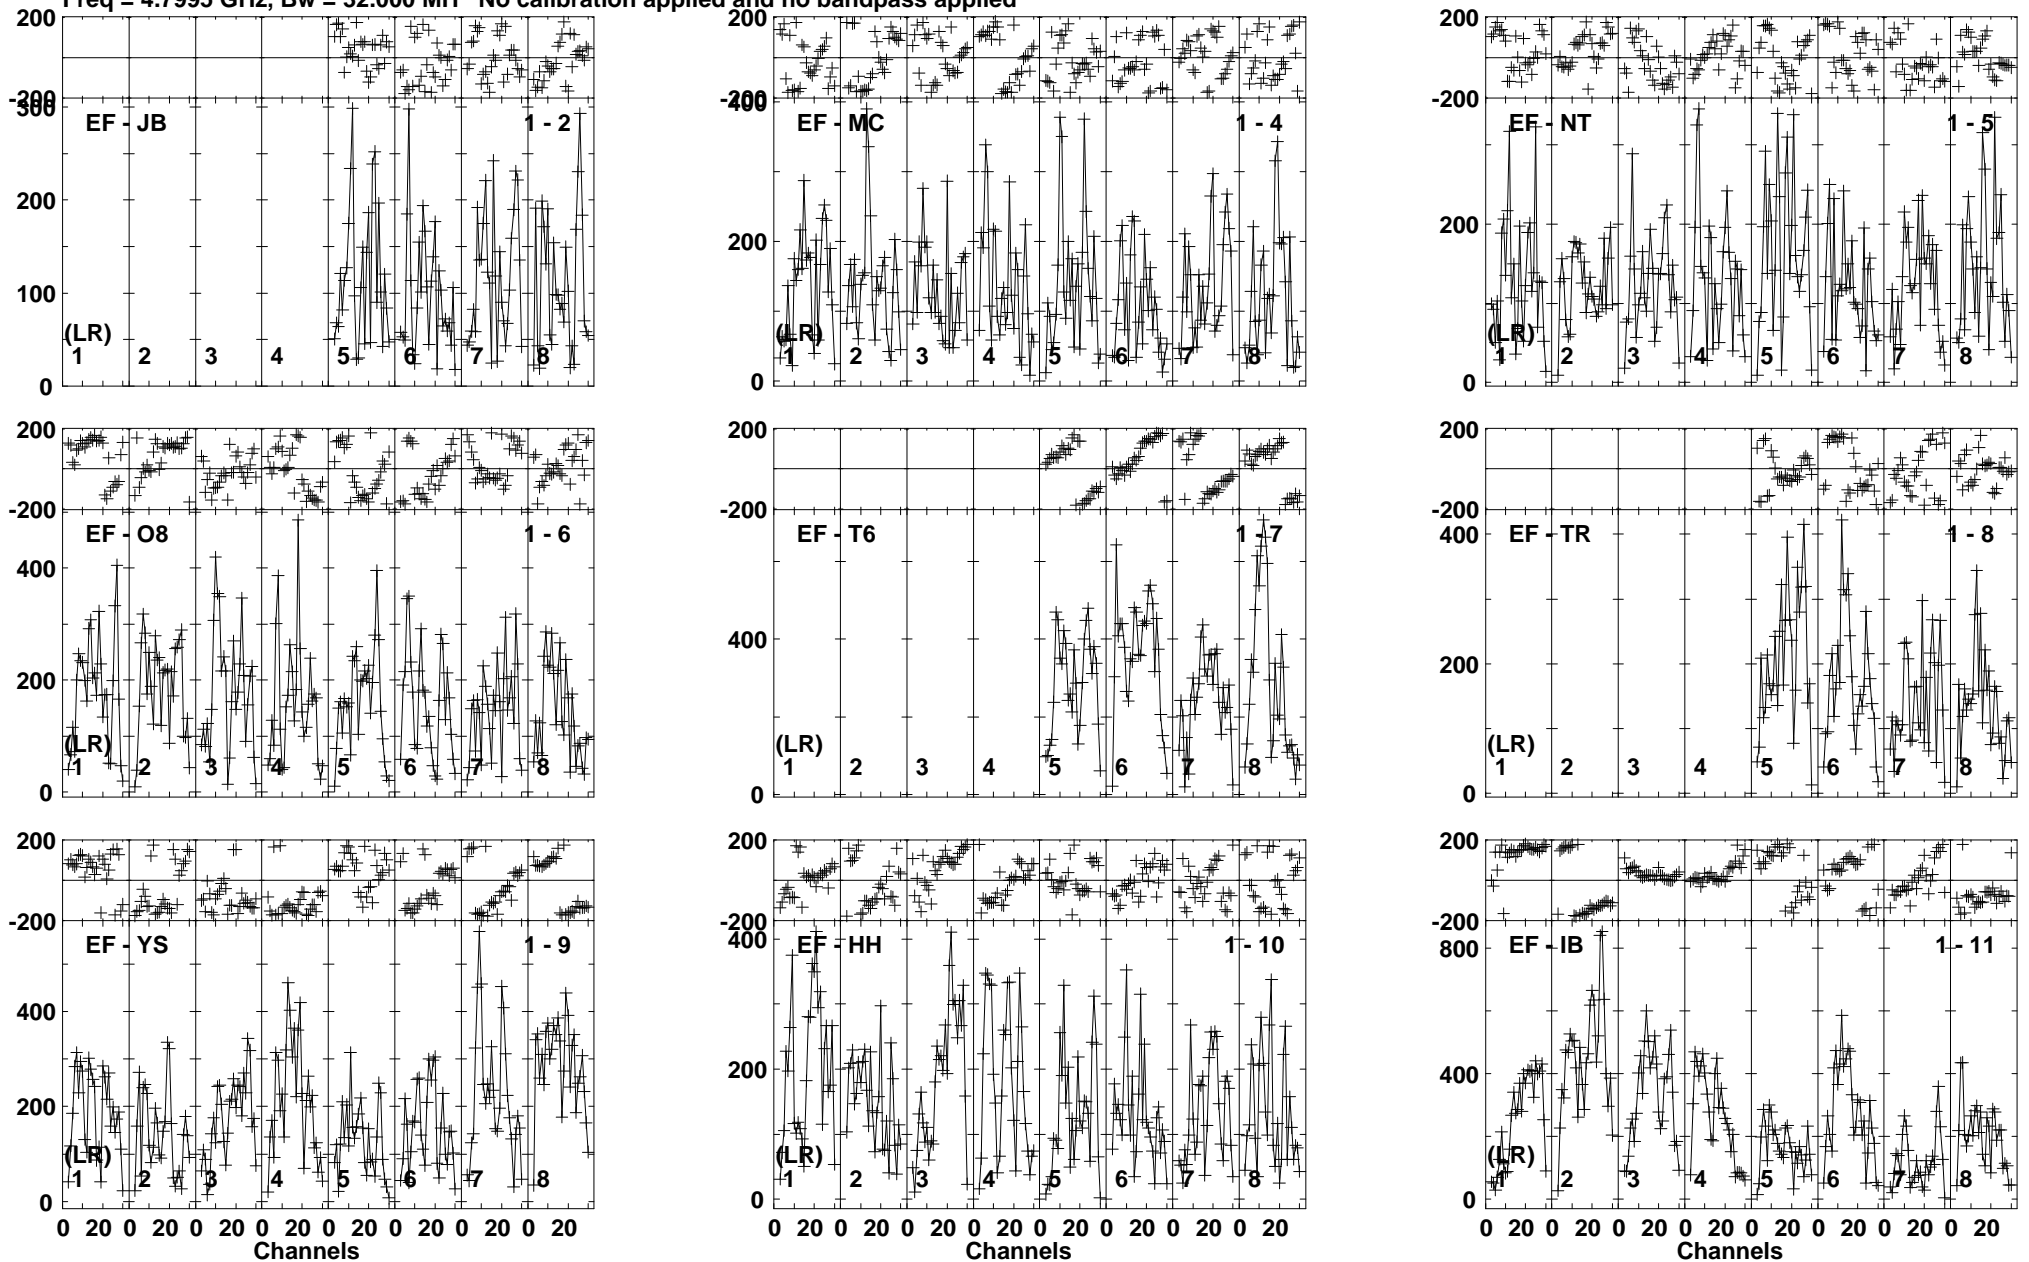 Freq = 4.7995 GHz, Bw = 32.000 MH No calibration applied and no bandpass applied
200 200 200
-200 -200 -200
300 400
EF - JB 1 - 2 EF - MC 1 - 4 EF - NT 1 - 5
200 200 200
100
(LR) (LR) (LR)
1 2 3 4 5 6 7 8 1 2 3 4 5 6 7 8 1 2 3 4 5 6 7 8
0 0 0
200 200 200
-200 -200 -200
EF - O8 1 - 6 EF - T6 1 - 7 EF - TR 1 - 8
400 400 400
200 200
(LR) (LR) (LR)
1 2 3 4 5 6 7 8 1 2 3 4 5 6 7 8 1 2 3 4 5 6 7 8
0 0 0
200 200 200
-200 -200 -200
EF - YS 1 - 9 EF - HH 1 - 10 EF - IB 1 - 11
400 400 800
200 200 400
(LR) (LR) (LR)
1 2 3 4 5 6 7 8 1 2 3 4 5 6 7 8 1 2 3 4 5 6 7 8
0 0 0
0 20 0 20 0 20 0 20 0 20 0 20 0 20 0 20 0 20 0 20 0 20 0 20 0 20 0 20 0 20 0 20 0 20 0 20 0 20 0 20 0 20 0 20 0 20 0 20
Channels Channels Channels